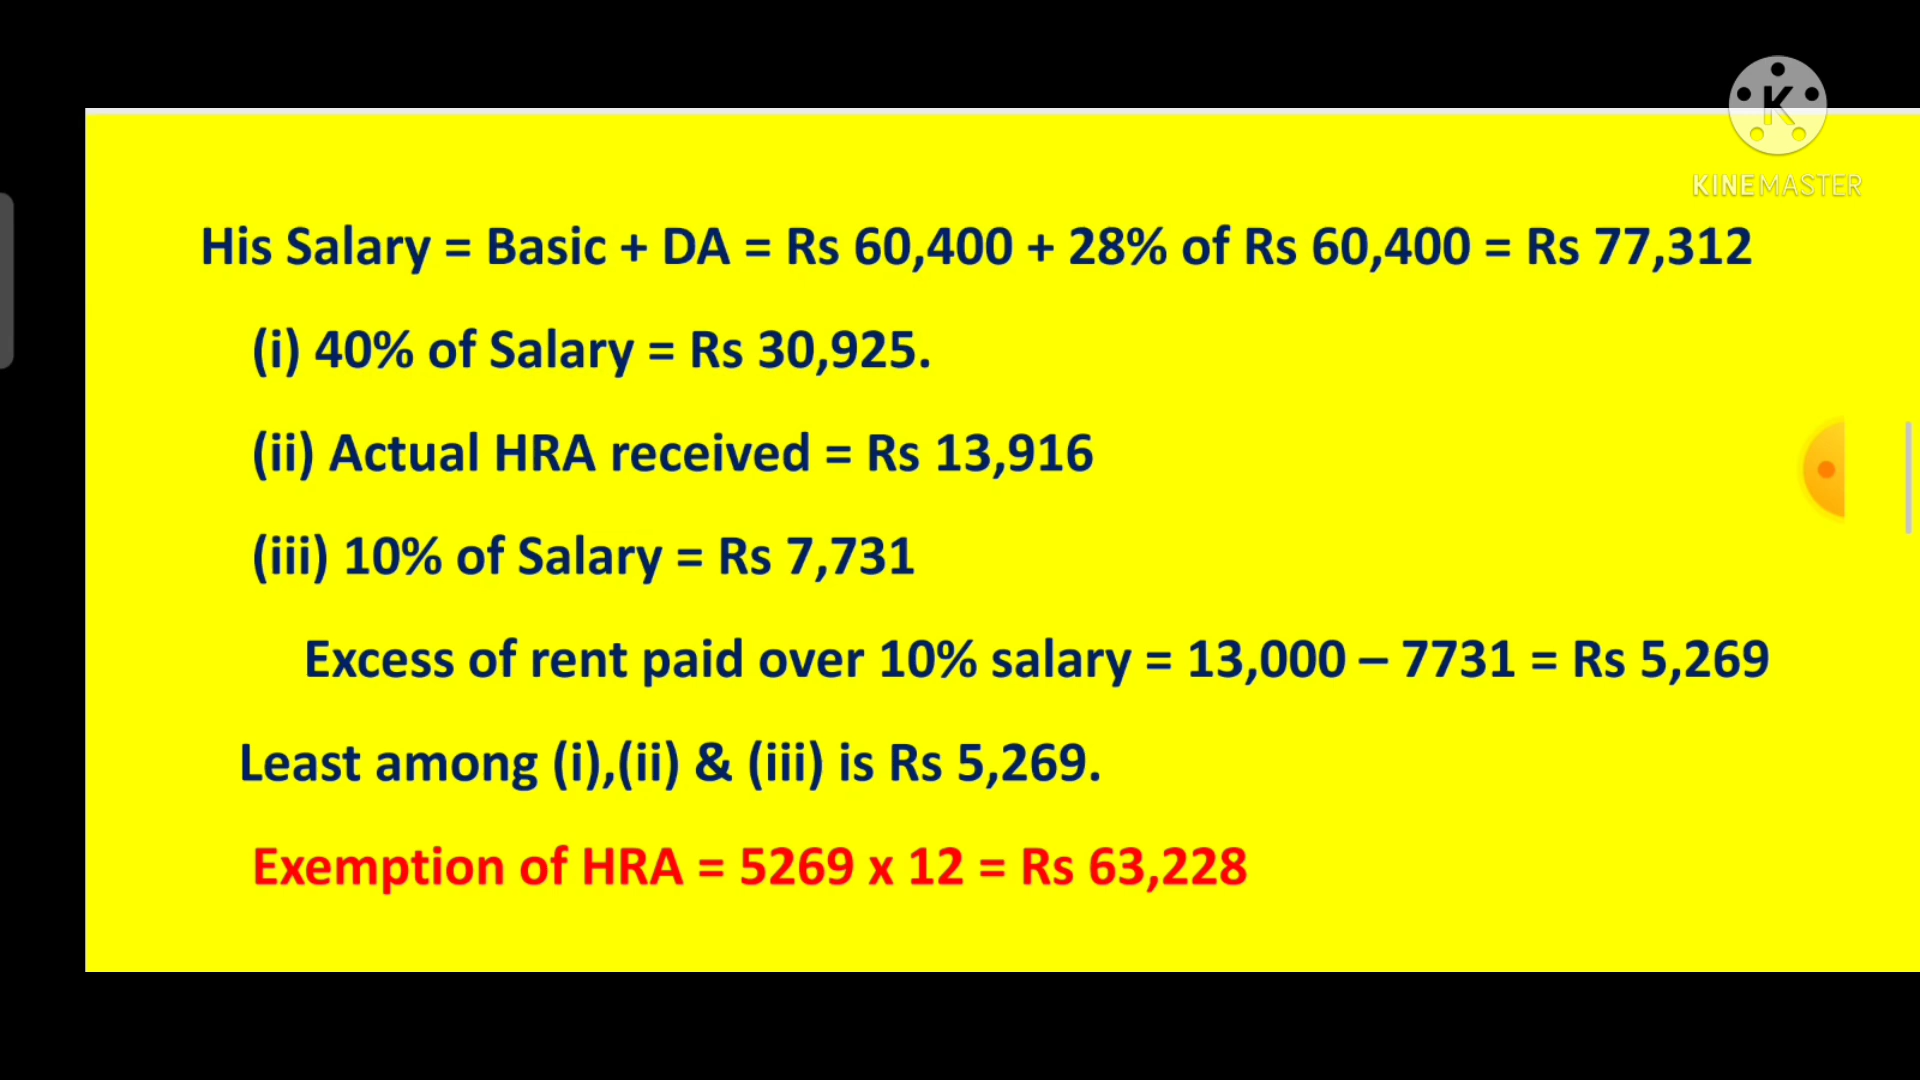 K
KINEMASTER
His Salary = Basic + DA = Rs 60,400 + 28% of Rs 60,400 = Rs 77,312
(i) 40% of Salary = Rs 30,925.
(ii) Actual HRA received = Rs 13,916
(iii) 10% of Salary = Rs 7,731
Excess of rent paid over 10% salary = 13,000 – 7731 = Rs 5,269
Least among (i),(ii) & (iii) is Rs 5,269.
Exemption of HRA = 5269 x 12 = Rs 63,228